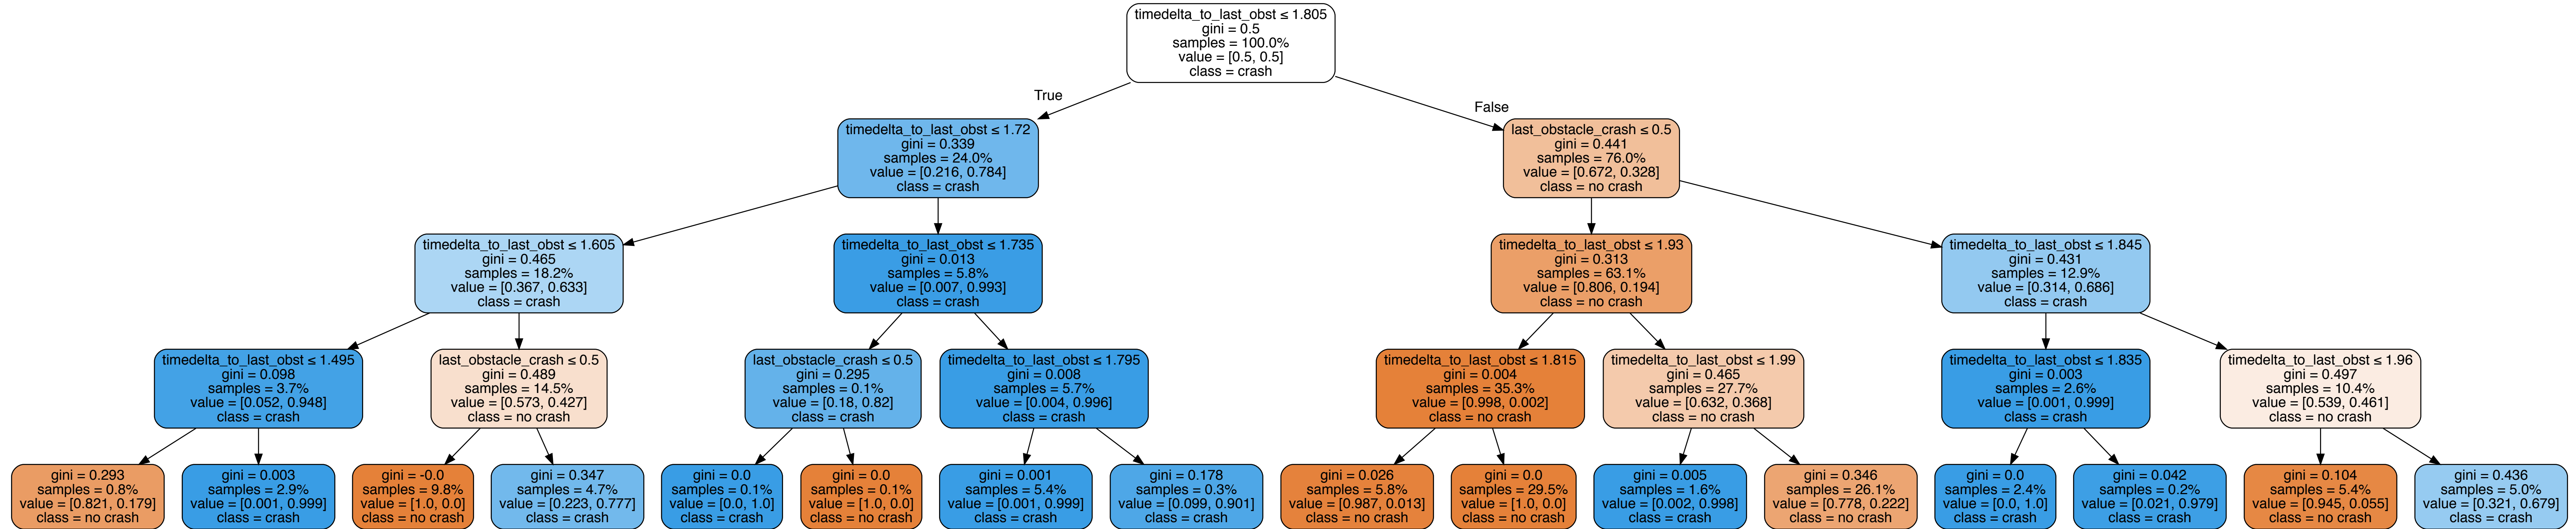 timedelta_to_last_obst ≤ 1.805
gini = 0.5
samples = 100.0%
value = [0.5, 0.5]
class = crash
True
False
timedelta_to_last_obst ≤ 1.72
gini = 0.339
samples = 24.0%
value = [0.216, 0.784]
class = crash
last_obstacle_crash ≤ 0.5
gini = 0.441
samples = 76.0%
value = [0.672, 0.328]
class = no crash
timedelta_to_last_obst ≤ 1.605
gini = 0.465
samples = 18.2%
value = [0.367, 0.633]
class = crash
timedelta_to_last_obst ≤ 1.735
gini = 0.013
samples = 5.8%
value = [0.007, 0.993]
class = crash
timedelta_to_last_obst ≤ 1.93
gini = 0.313
samples = 63.1%
value = [0.806, 0.194]
class = no crash
timedelta_to_last_obst ≤ 1.845
gini = 0.431
samples = 12.9%
value = [0.314, 0.686]
class = crash
timedelta_to_last_obst ≤ 1.495
gini = 0.098
samples = 3.7%
value = [0.052, 0.948]
class = crash
last_obstacle_crash ≤ 0.5
gini = 0.489
samples = 14.5%
value = [0.573, 0.427]
class = no crash
last_obstacle_crash ≤ 0.5
gini = 0.295
samples = 0.1%
value = [0.18, 0.82]
class = crash
timedelta_to_last_obst ≤ 1.795
gini = 0.008
samples = 5.7%
value = [0.004, 0.996]
class = crash
timedelta_to_last_obst ≤ 1.815
gini = 0.004
samples = 35.3%
value = [0.998, 0.002]
class = no crash
timedelta_to_last_obst ≤ 1.99
gini = 0.465
samples = 27.7%
value = [0.632, 0.368]
class = no crash
timedelta_to_last_obst ≤ 1.835
gini = 0.003
samples = 2.6%
value = [0.001, 0.999]
class = crash
timedelta_to_last_obst ≤ 1.96
gini = 0.497
samples = 10.4%
value = [0.539, 0.461]
class = no crash
gini = 0.293
samples = 0.8%
value = [0.821, 0.179]
class = no crash
gini = 0.003
samples = 2.9%
value = [0.001, 0.999]
class = crash
gini = -0.0
samples = 9.8%
value = [1.0, 0.0]
class = no crash
gini = 0.347
samples = 4.7%
value = [0.223, 0.777]
class = crash
gini = 0.0
samples = 0.1%
value = [0.0, 1.0]
class = crash
gini = 0.0
samples = 0.1%
value = [1.0, 0.0]
class = no crash
gini = 0.001
samples = 5.4%
value = [0.001, 0.999]
class = crash
gini = 0.178
samples = 0.3%
value = [0.099, 0.901]
class = crash
gini = 0.026
samples = 5.8%
value = [0.987, 0.013]
class = no crash
gini = 0.0
samples = 29.5%
value = [1.0, 0.0]
class = no crash
gini = 0.005
samples = 1.6%
value = [0.002, 0.998]
class = crash
gini = 0.346
samples = 26.1%
value = [0.778, 0.222]
class = no crash
gini = 0.0
samples = 2.4%
value = [0.0, 1.0]
class = crash
gini = 0.042
samples = 0.2%
value = [0.021, 0.979]
class = crash
gini = 0.104
samples = 5.4%
value = [0.945, 0.055]
class = no crash
gini = 0.436
samples = 5.0%
value = [0.321, 0.679]
class = crash